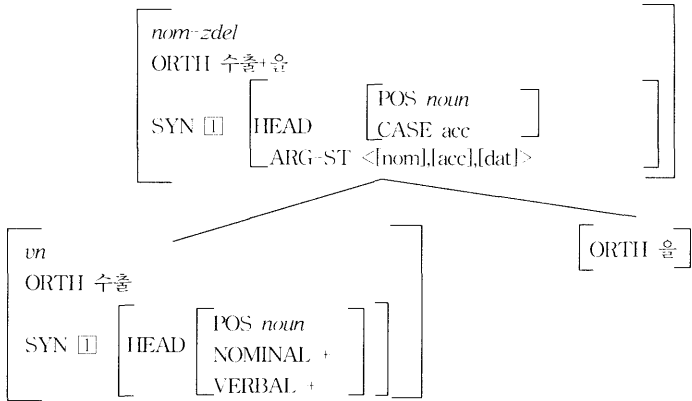 nom-zdel
ORTH 수출+을
POS noun
SYN 1 HEAD
CASE acc
ARG-ST <[nom],[acc],[dat]>
vn
ORTH 을
ORTH 수출
POS noun
SYN 1 HEAD
NOMINAL +
VERBAL +